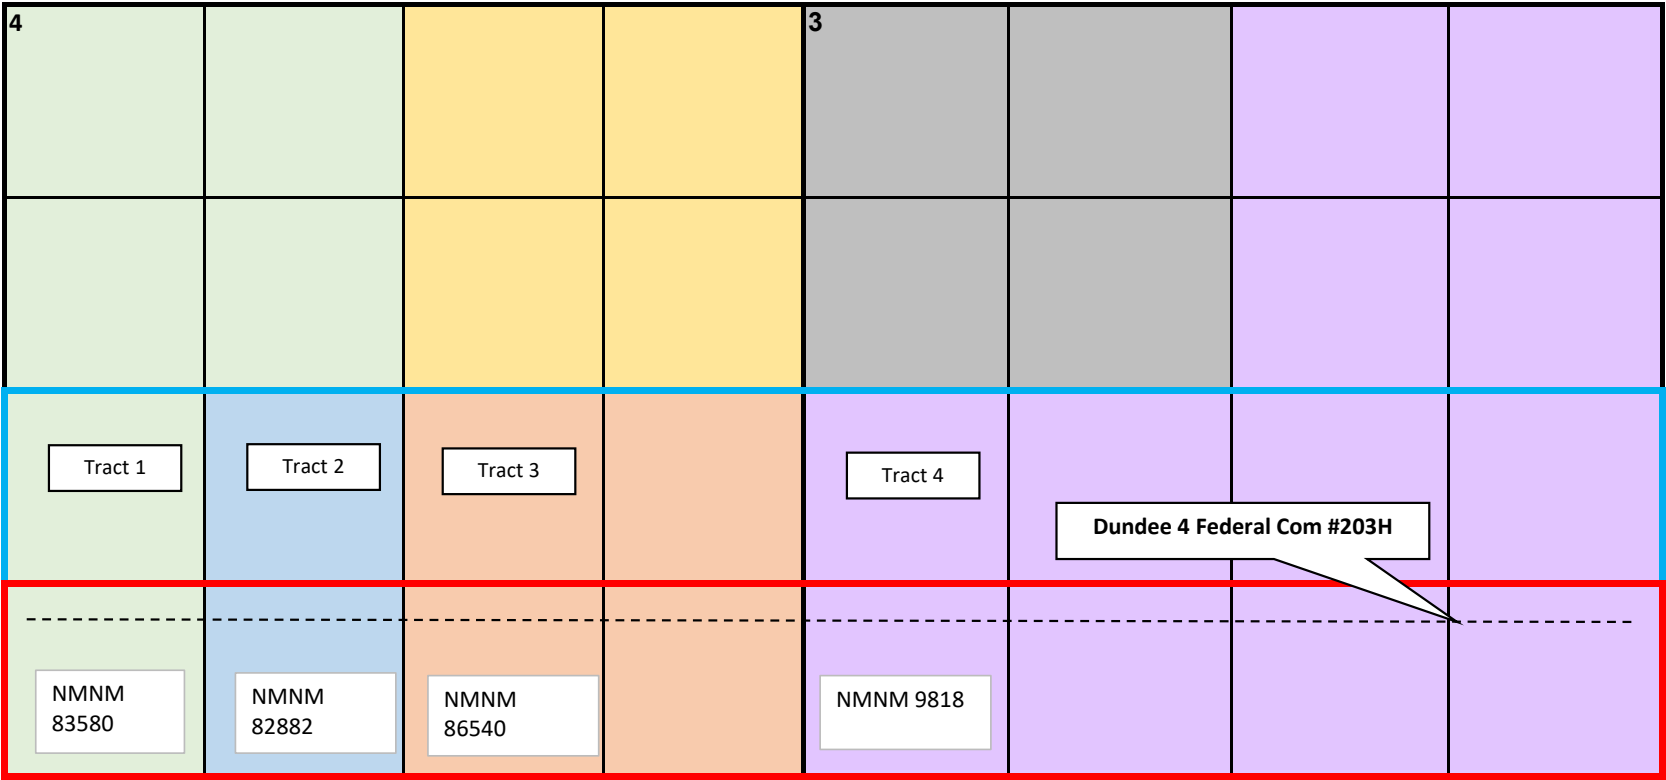 4
3
Tract 1
Tract 2
Tract 3
Tract 4
Dundee 4 Federal Com #203H
NMNM
83580
NMNM
82882
NMNM
86540
NMNM 9818